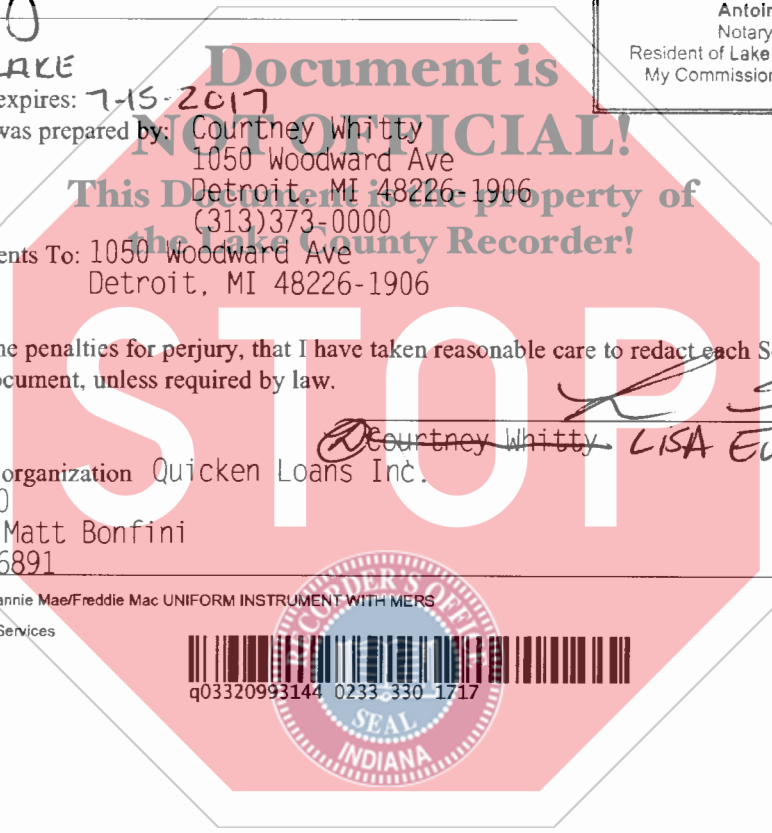 Antoin
Notary
LAKE
Resident of Lake
My Commission
Document is
expires: 7-15-2017
was prepared by: Courtney Whitty
NOT OFFICIAL!
1050 Woodward Ave
Detroit, MI 48226-1906
This Document is the property of
(313)373-0000
the Lake County Recorder!
ents To: 1050 Woodward Ave
Detroit, MI 48226-1906
STOP
he penalties for perjury, that I have taken reasonable care to redact each S
ocument, unless required by law.
Courtney Whitty LISA
organization Quicken Loans Inc.
0
Matt Bonfini
6891
annie Mae/Freddie Mac UNIFORM INSTRUMENT WITH MERS
Services
RECORDER'S OFFICE
q03320993144 0233 330 1717
SEAL
INDIANA